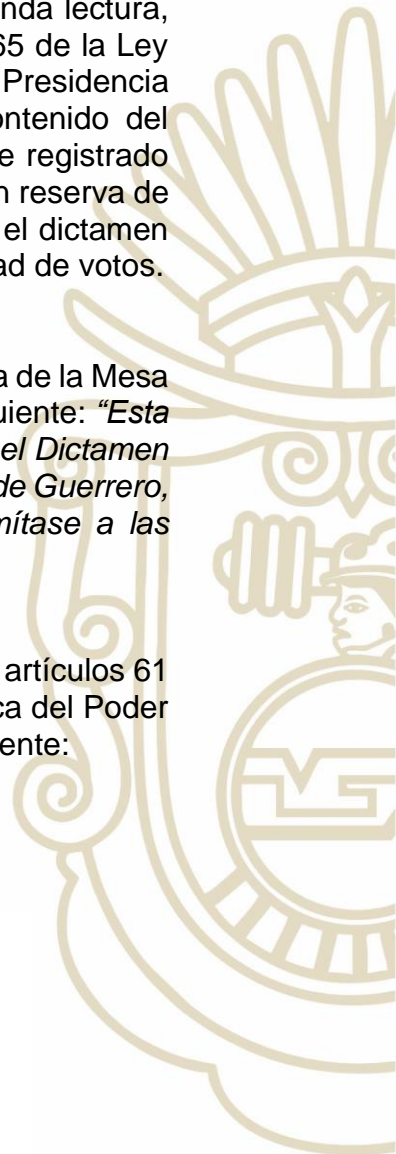 nda lectura,
65 de la Ley
Presidencia
ontenido del
e registrado
n reserva de
el dictamen
ad de votos.
a de la Mesa
uiente: “Esta
el Dictamen
de Guerrero,
mítase a las
artículos 61
ca del Poder
ente: